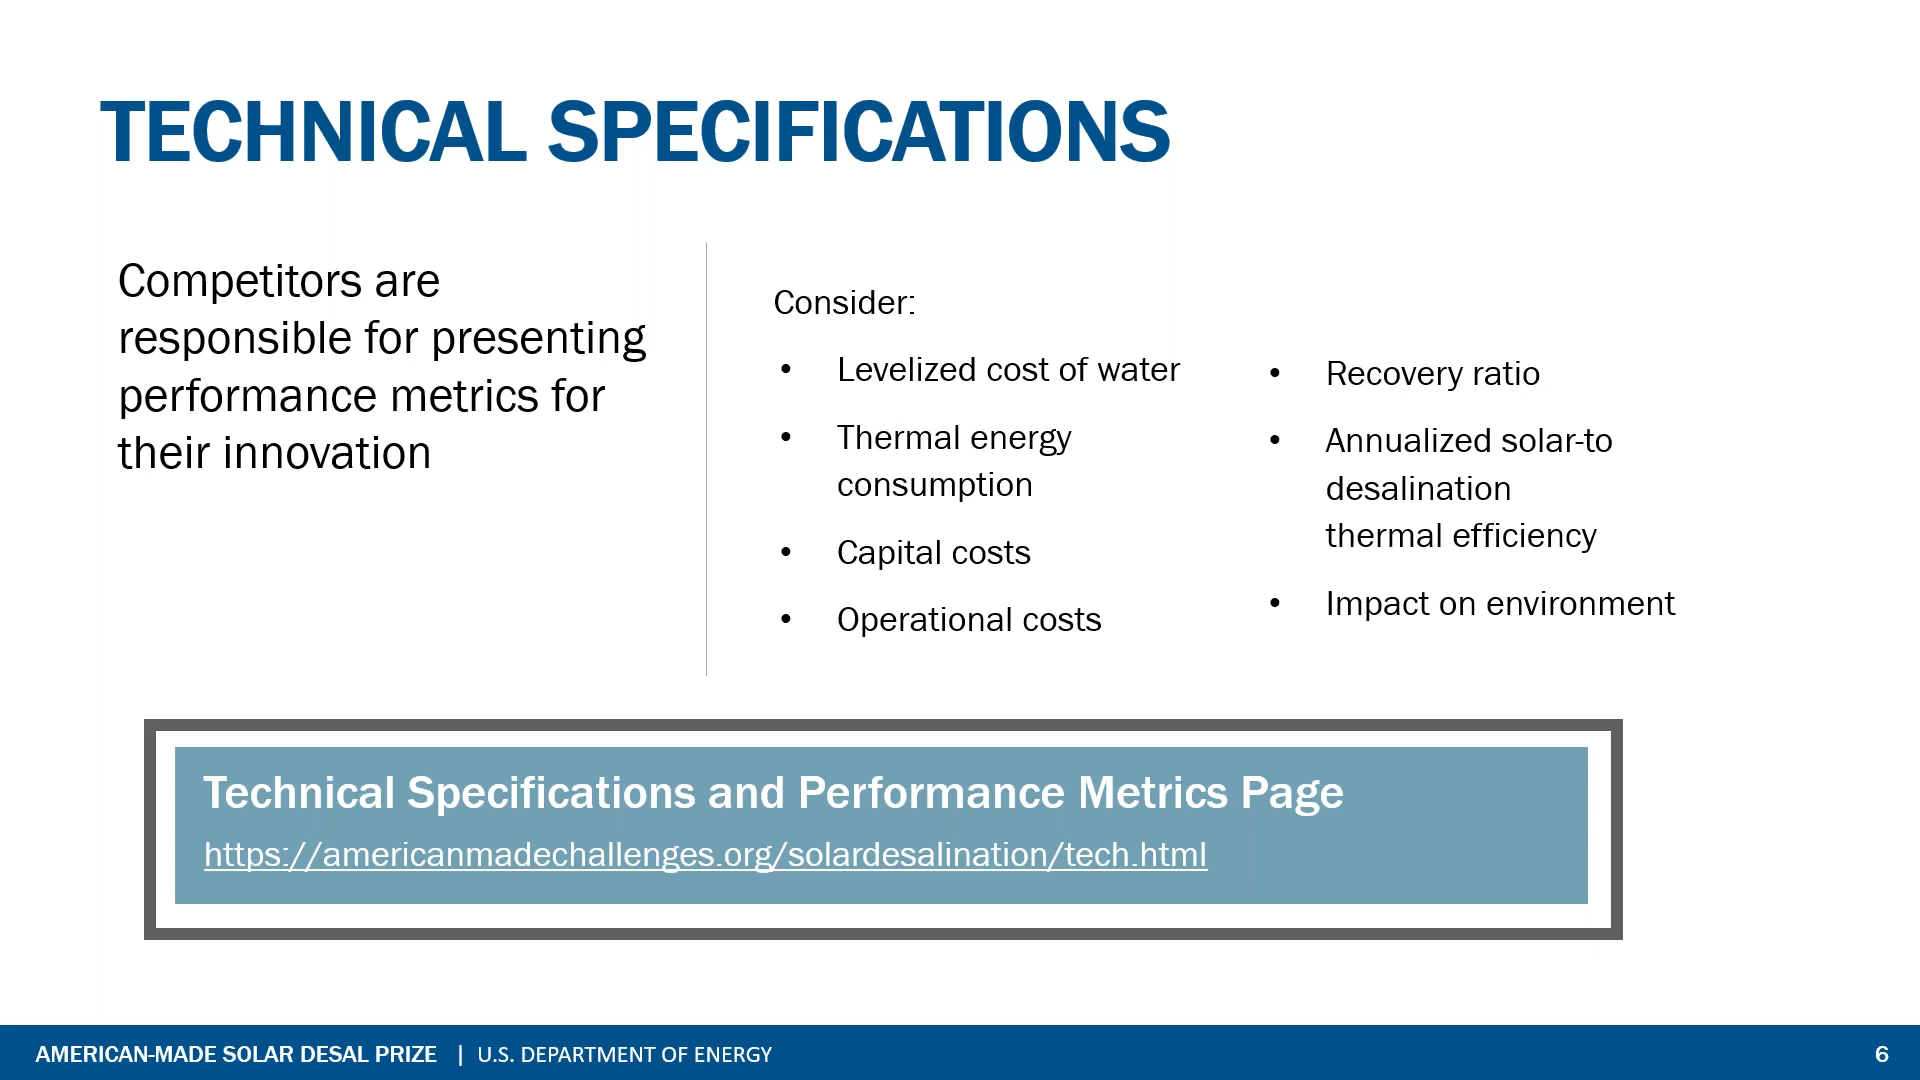 TECHNICAL SPECIFICATIONS
Competitors are
responsible for presenting
performance metrics for
their innovation
Consider:
• Levelized cost of water
• Thermal energy
consumption
• Capital costs
• Operational costs
• Recovery ratio
• Annualized solar-to
desalination
thermal efficiency
• Impact on environment
Technical Specifications and Performance Metrics Page
https://americanmadechallenges.org/solardesalination/tech.html
AMERICAN-MADE SOLAR DESAL PRIZE | U.S. DEPARTMENT OF ENERGY
6